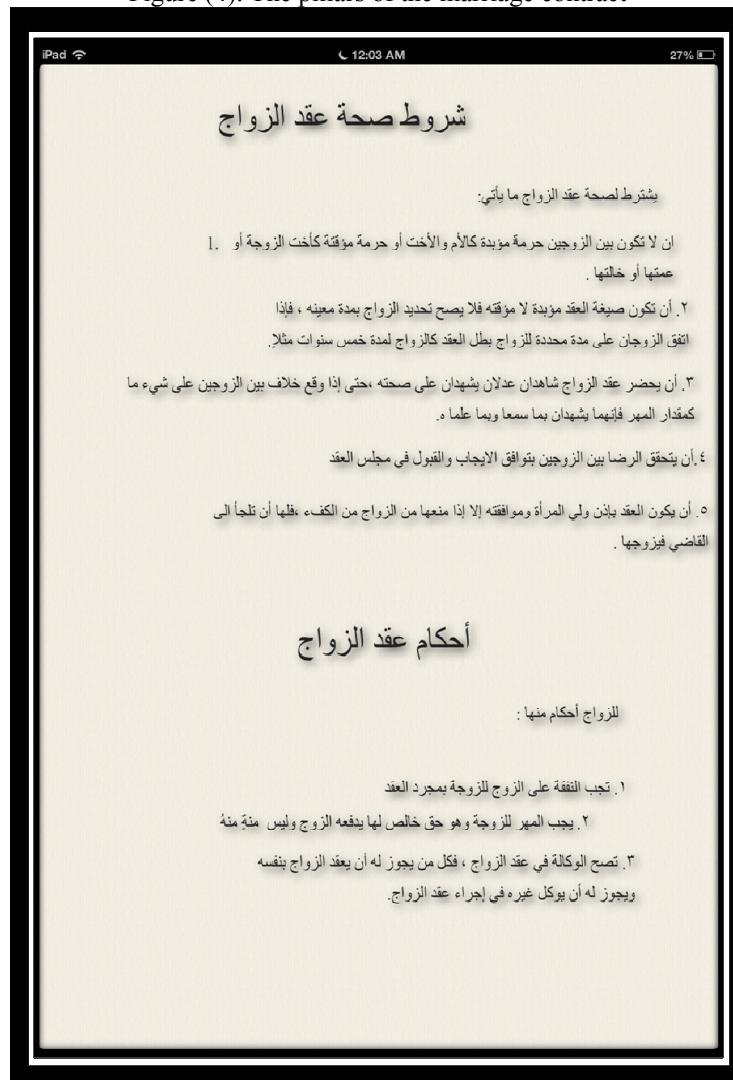 Figure (4): The pillars of the marriage contract
iPad 12:03 AM 27%
شروط صحة عقد الزواج
يشترط لصحة عقد الزواج ما يأتي:
1. ان لا تكون بين الزوجين حرمة مؤبدة كالأم والأخت أو حرمة مؤقتة كأخت الزوجة أو
عمتها أو خالتها .
٢. أن تكون صيغة العقد مؤبدة لا مؤقته فلا يصح تحديد الزواج بمدة معينه ، فإذا
اتفق الزوجان على مدة محددة للزواج بطل العقد كالزواج لمدة خمس سنوات مثلاً.
٣. أن يحضر عقد الزواج شاهدان عدلان يشهدان على صحته ،حتى إذا وقع خلاف بين الزوجين على شيء ما
كمقدار المهر فإنهما يشهدان بما سمعا وبما علما ه.
٤.أن يتحقق الرضا بين الزوجين بتوافق الايجاب والقبول في مجلس العقد
٥. أن يكون العقد بإذن ولي المرأة وموافقته إلا إذا منعها من الزواج من الكفء ،فلها أن تلجأ الى
القاضي فيزوجها .
أحكام عقد الزواج
للزواج أحكام منها :
١. تجب النفقة على الزوج للزوجة بمجرد العقد
٢. يجب المهر للزوجة وهو حق خالص لها يدفعه الزوج وليس منةٍ منهُ
٣. تصح الوكالة في عقد الزواج ، فكل من يجوز له أن يعقد الزواج بنفسه
ويجوز له أن يوكل غيره في إجراء عقد الزواج.